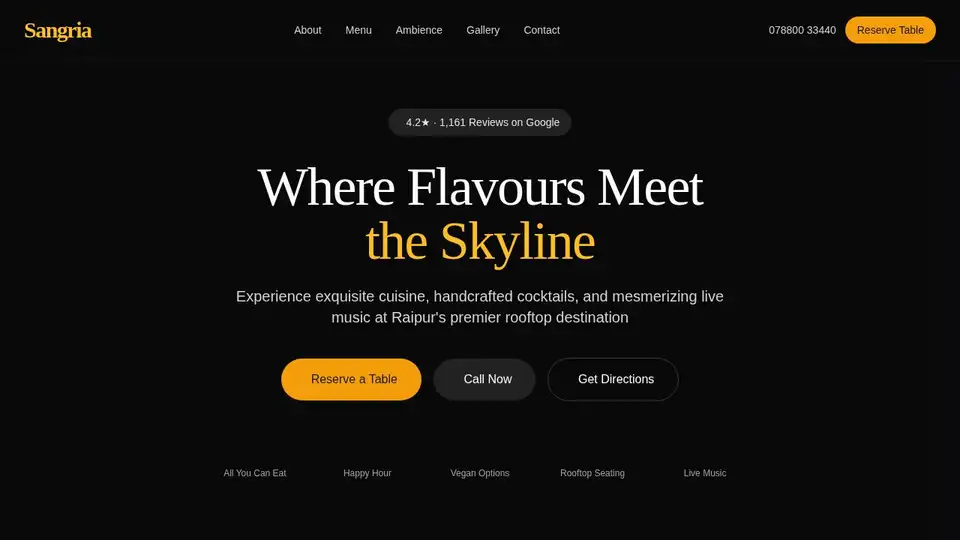 Sangria
About
Menu
Ambience
Gallery
Contact
078800 33440
Reserve Table
4.2★ · 1,161 Reviews on Google
Where Flavours Meet
the Skyline
Experience exquisite cuisine, handcrafted cocktails, and mesmerizing live
music at Raipur's premier rooftop destination
Reserve a Table
Call Now
Get Directions
All You Can Eat
Happy Hour
Vegan Options
Rooftop Seating
Live Music